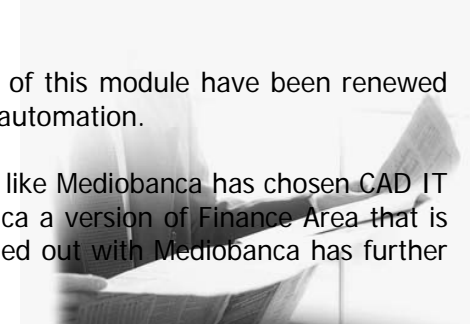 of this module have been renewed
automation.
like Mediobanca has chosen CAD IT
ca a version of Finance Area that is
ed out with Mediobanca has further